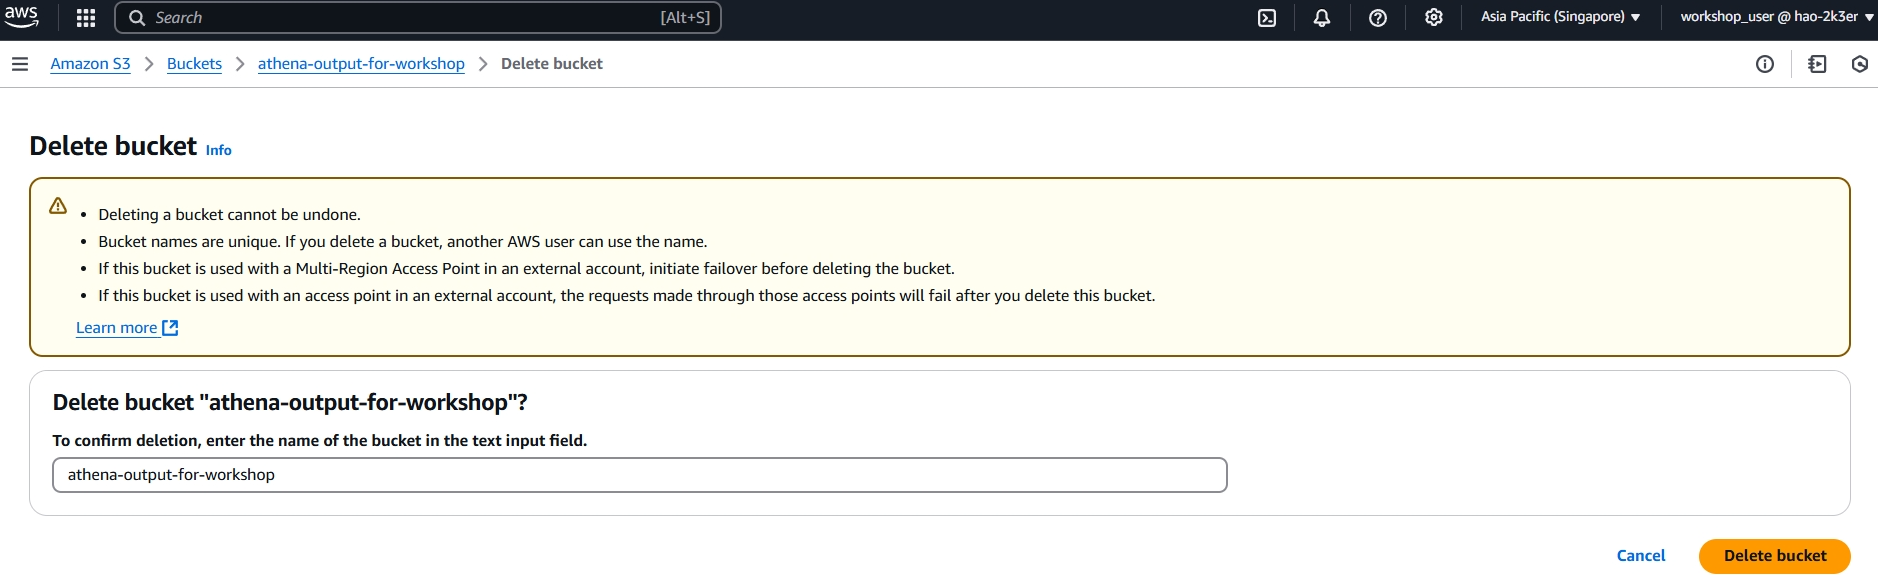 aws
Search [Alt+S]
Asia Pacific (Singapore) workshop_user @ hao-2k3er
Amazon S3 Buckets athena-output-for-workshop Delete bucket
Delete bucket Info
Deleting a bucket cannot be undone.
Bucket names are unique. If you delete a bucket, another AWS user can use the name.
If this bucket is used with a Multi-Region Access Point in an external account, initiate failover before deleting the bucket.
If this bucket is used with an access point in an external account, the requests made through those access points will fail after you delete this bucket.
Learn more
Delete bucket "athena-output-for-workshop"?
To confirm deletion, enter the name of the bucket in the text input field.
athena-output-for-workshop
Cancel Delete bucket